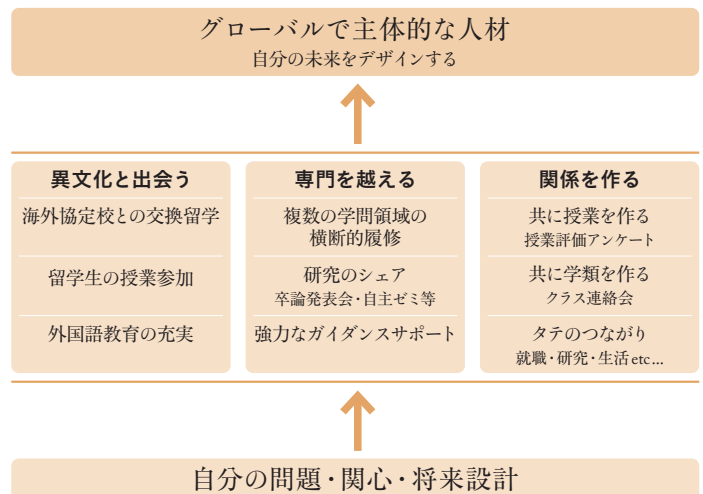 グローバルで主体的な人材
自分の未来をデザインする
異文化と出会う
海外協定校との交換留学
留学生の授業参加
外国語教育の充実
専門を越える
複数の学問領域の
横断的履修
研究のシェア
卒論発表会・自主ゼミ等
強力なガイダンスサポート
関係を作る
共に授業を作る
授業評価アンケート
共に学類を作る
クラス連絡会
タテのつながり
就職・研究・生活 etc...
自分の問題・関心・将来設計